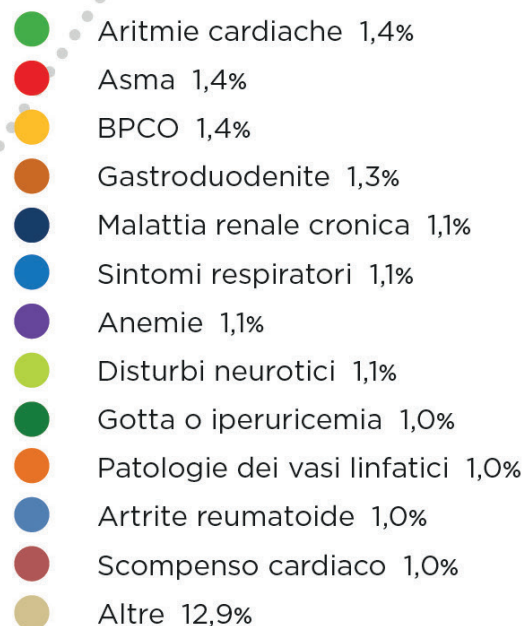 Aritmie cardiache 1,4%
Asma 1,4%
BPCO 1,4%
Gastroduodenite 1,3%
Malattia renale cronica 1,1%
Sintomi respiratori 1,1%
Anemie 1,1%
Disturbi neurotici 1,1%
Gotta o iperuricemia 1,0%
Patologie dei vasi linfatici 1,0%
Artrite reumatoide 1,0%
Scompenso cardiaco 1,0%
Altre 12,9%